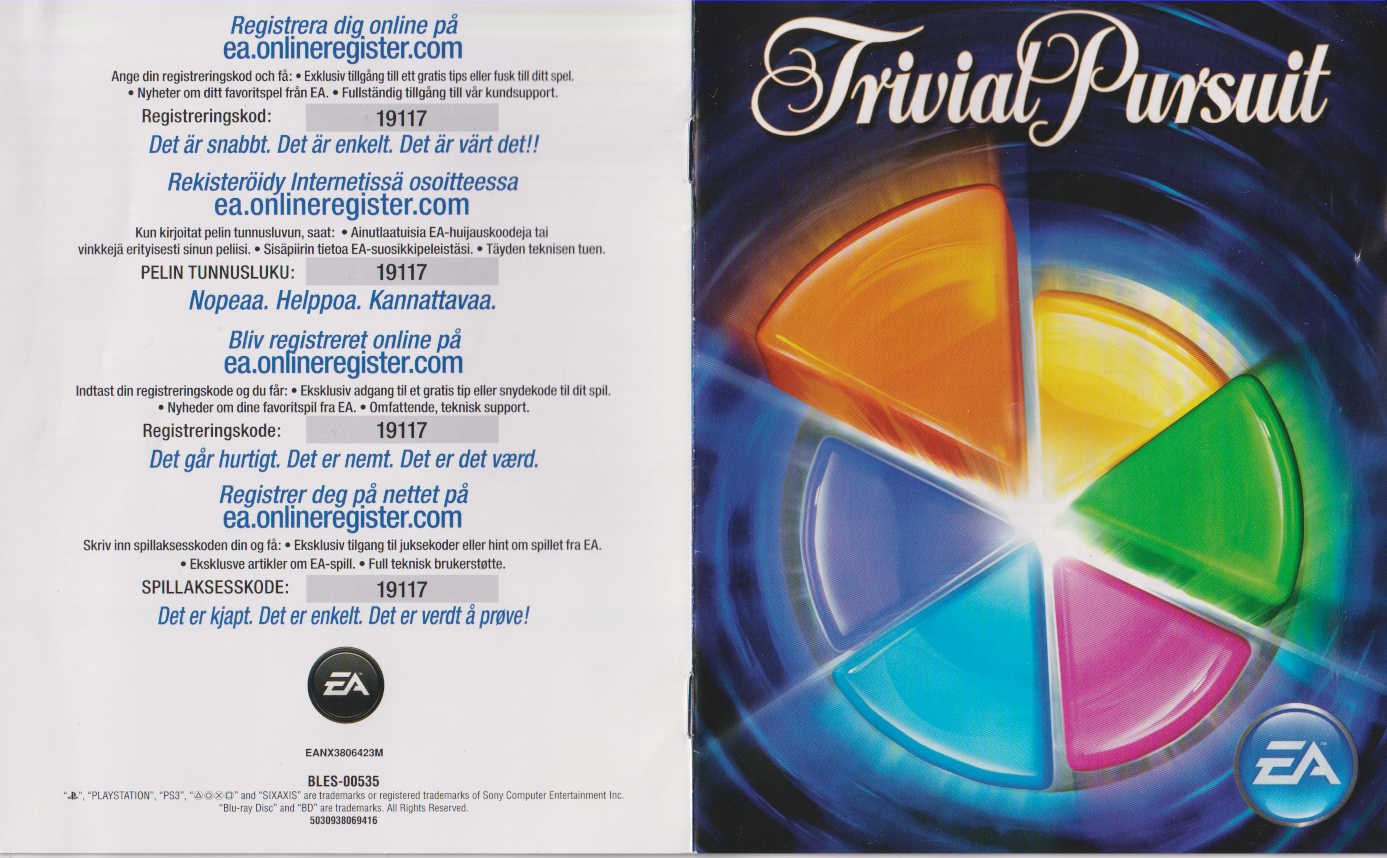 Registrera dig online på
ea.onlineregister.com
Ange din registreringskod och få: • Exklusiv tillgång till ett gratis tips eller fusk till ditt spel.
• Nyheter om ditt favoritspel från EA. • Fullständig tillgång till vår kundsupport.
Registreringskod: 19117
Det är snabbt. Det är enkelt. Det är värt det!!
Rekisteröidy Internetissä osoitteessa
ea.onlineregister.com
Kun kirjoitat pelin tunnusluvun, saat: • Ainutlaatuisia EA-huijauskoodeja tai
vinkkejä erityisesti sinun peliisi. • Sisäpiirin tietoa EA-suosikkipeleistäsi. • Täyden teknisen tuen.
PELIN TUNNUSLUKU: 19117
Nopeaa. Helppoa. Kannattavaa.
Bliv registreret online på
ea.onlineregister.com
Indtast din registreringskode og du får: • Eksklusiv adgang til et gratis tip eller snydekode til dit spil.
• Nyheder om dine favoritspil fra EA. • Omfattende, teknisk support.
Registreringskode: 19117
Det går hurtigt. Det er nemt. Det er det værd.
Registrer deg på nettet på
ea.onlineregister.com
Skriv inn spillaksesskoden din og få: • Eksklusiv tilgang til juksekoder eller hint om spillet fra EA.
• Eksklusve artikler om EA-spill. • Full teknisk brukerstøtte.
SPILLAKSESSKODE: 19117
Det er kjapt. Det er enkelt. Det er verdt å prøve!
EA
EANX3806423M
BLES-00535
“PS”, “PLAYSTATION”, “PS3”, “△○×□” and “SIXAXIS” are trademarks or registered trademarks of Sony Computer Entertainment Inc.
“Blu-ray Disc” and “BD” are trademarks. All Rights Reserved.
5030938069416
Trivial Pursuit
EA™